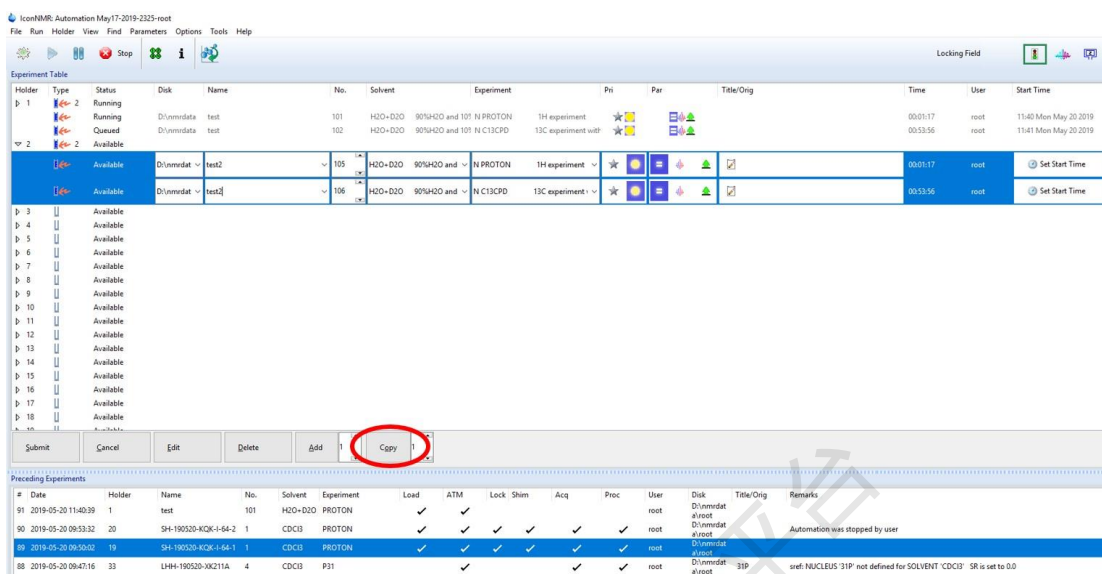 IconNMR: Automation May17-2019-2325-root
File Run Holder View Find Parameters Options Tools Help
Stop Locking Field
Experiment Table
Holder Type Status Disk Name No. Solvent Experiment Pri Par Title/Orig Time User Start Time
1 2 Running
Running D:\nmrdata test 101 H2O+D2O 90%H2O and 10% N PROTON 1H experiment 00:01:17 root 11:40 Mon May 20 2019
Queued D:\nmrdata test 102 H2O+D2O 90%H2O and 10% N C13CPD 13C experiment with 00:53:56 root 11:41 Mon May 20 2019
2 2 Available
Available D:\nmrdat test2 105 H2O+D2O 90%H2O and N PROTON 1H experiment 00:01:17 root Set Start Time
Available D:\nmrdat test2 106 H2O+D2O 90%H2O and N C13CPD 13C experiment 00:53:56 root Set Start Time
3 Available
4 Available
5 Available
6 Available
7 Available
8 Available
9 Available
10 Available
11 Available
12 Available
13 Available
14 Available
15 Available
16 Available
17 Available
18 Available
Submit Cancel Edit Delete Add 1 Copy 1
Preceding Experiments
# Date Holder Name No. Solvent Experiment Load ATM Lock Shim Acq Proc User Disk Title/Orig Remarks
91 2019-05-20 11:40:39 1 test 101 H2O+D2O PROTON root D:\nmrdat
a\root
90 2019-05-20 09:53:32 20 SH-190520-KQK-I-64-2 1 CDCl3 PROTON root D:\nmrdat Automation was stopped by user
a\root
89 2019-05-20 09:50:02 19 SH-190520-KQK-I-64-1 1 CDCl3 PROTON root D:\nmrdat
a\root
88 2019-05-20 09:47:16 33 LHH-190520-XK211A 4 CDCl3 P31 root D:\nmrdat 31P sref: NUCLEUS '31P' not defined for SOLVENT 'CDCl3' SR is set to 0.0
a\root
平台